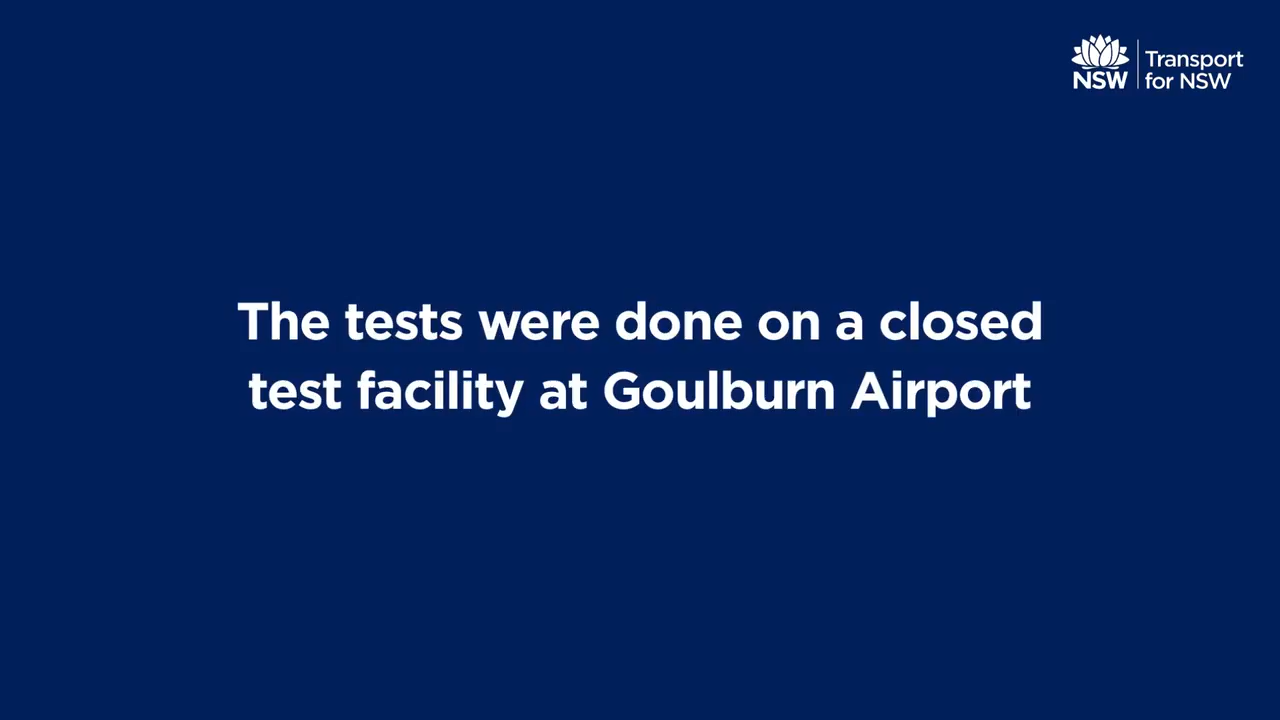 NSW
Transport
for NSW
The tests were done on a closed
test facility at Goulburn Airport